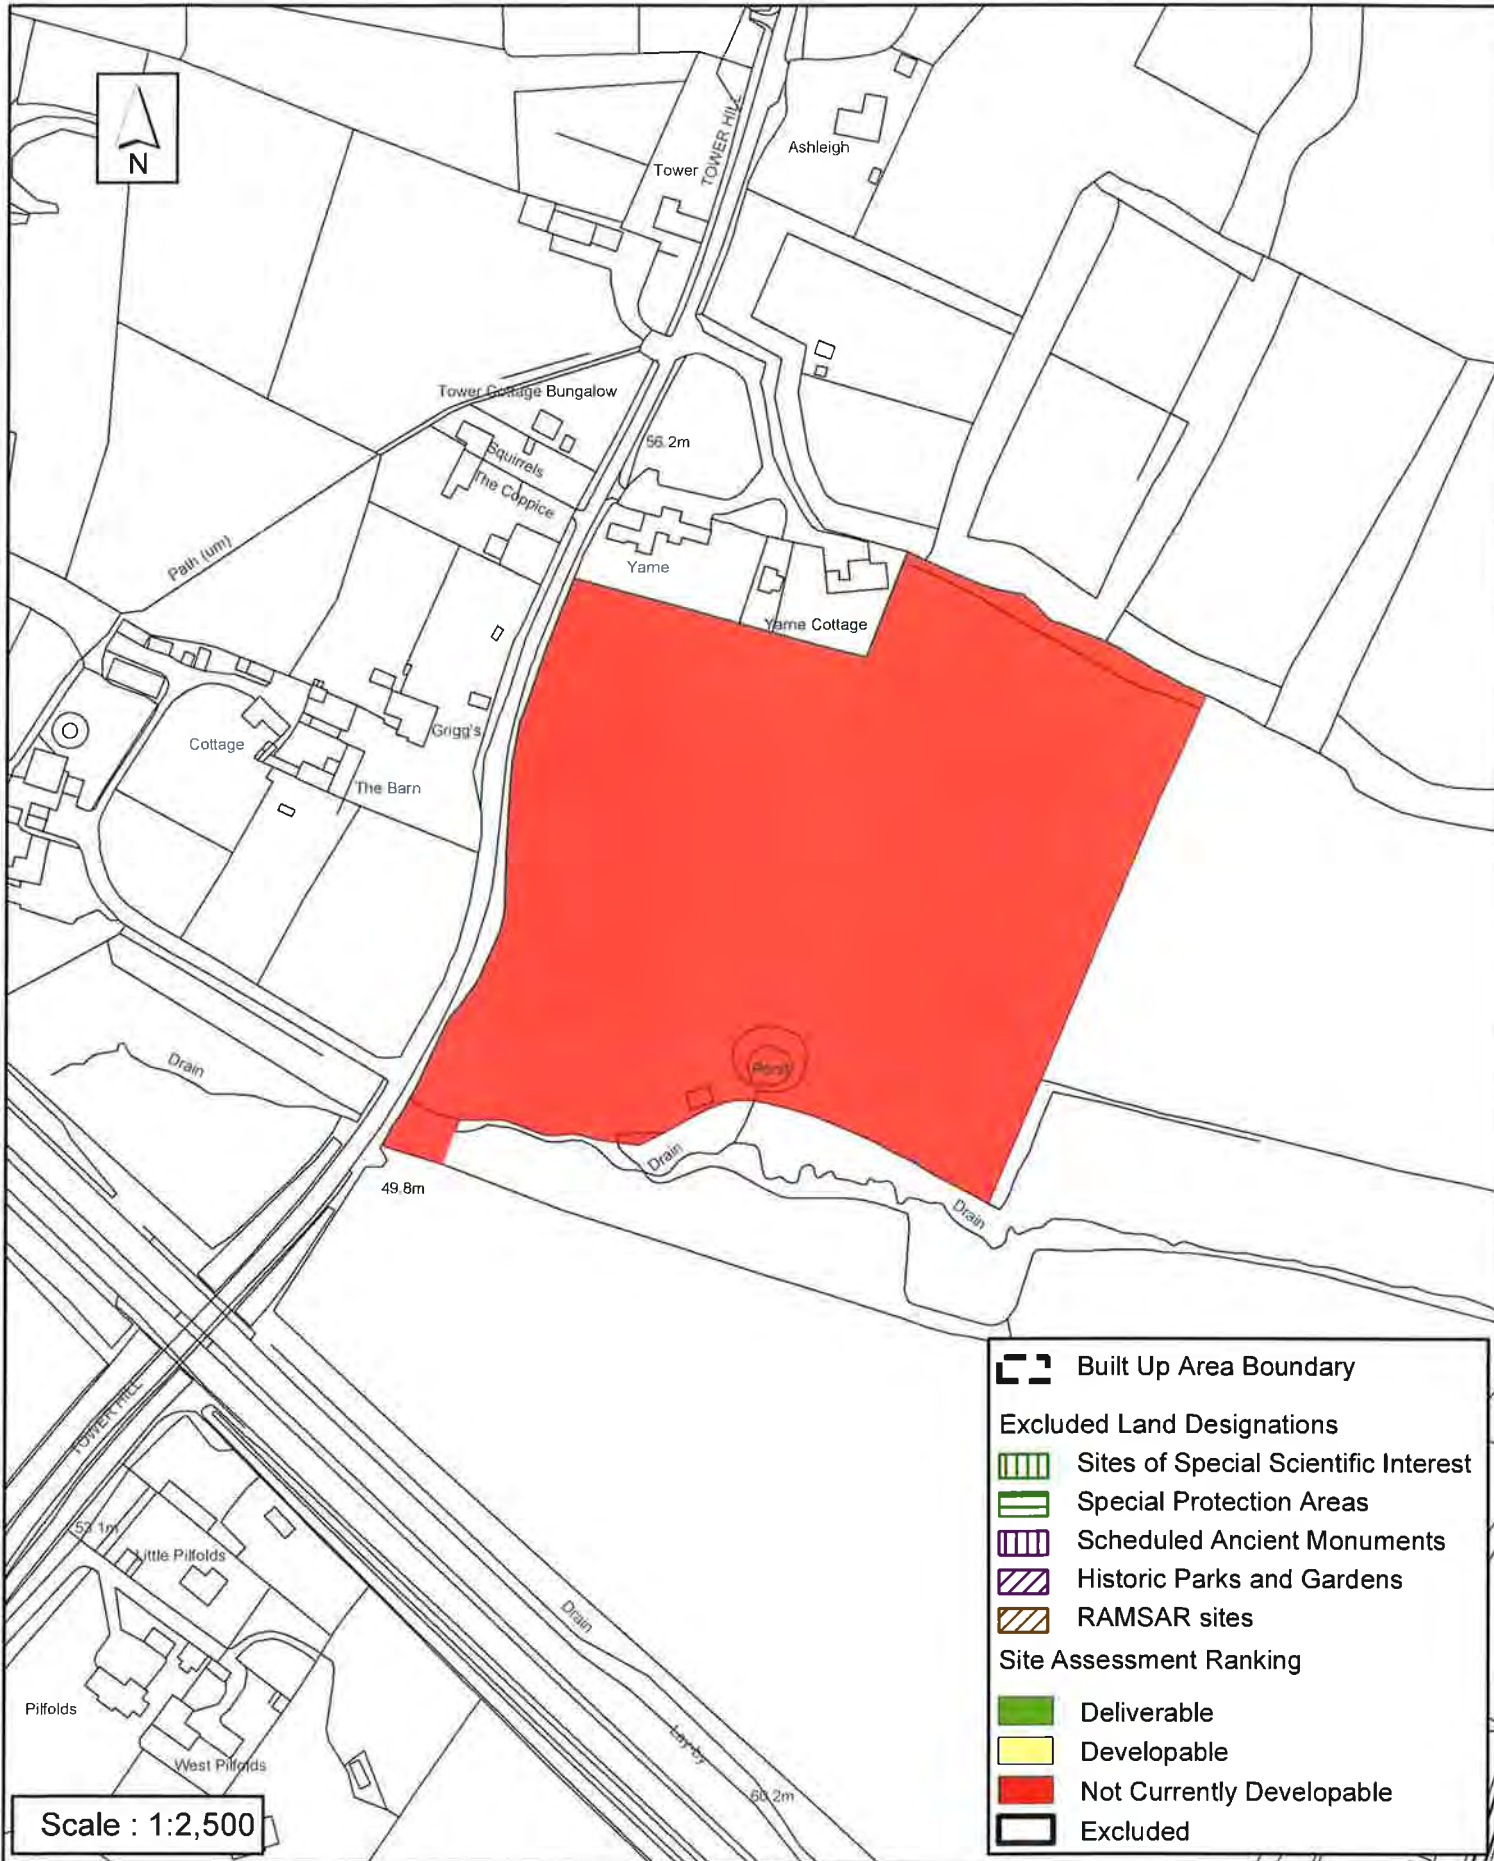 N
TOWER HILL
Ashleigh
Tower
Tower Cottage Bungalow
56.2m
Squirrels
The Coppice
Path (um)
Yarne
Yarne Cottage
Grigg's
Cottage
The Barn
Pond
Drain
Drain
Drain
49.8m
TOWER HILL
53.1m
Little Pilfolds
Drain
Pilfolds
West Pilfolds
Lay-by
60.2m
Scale : 1:2,500
Built Up Area Boundary
Excluded Land Designations
Sites of Special Scientific Interest
Special Protection Areas
Scheduled Ancient Monuments
Historic Parks and Gardens
RAMSAR sites
Site Assessment Ranking
Deliverable
Developable
Not Currently Developable
Excluded